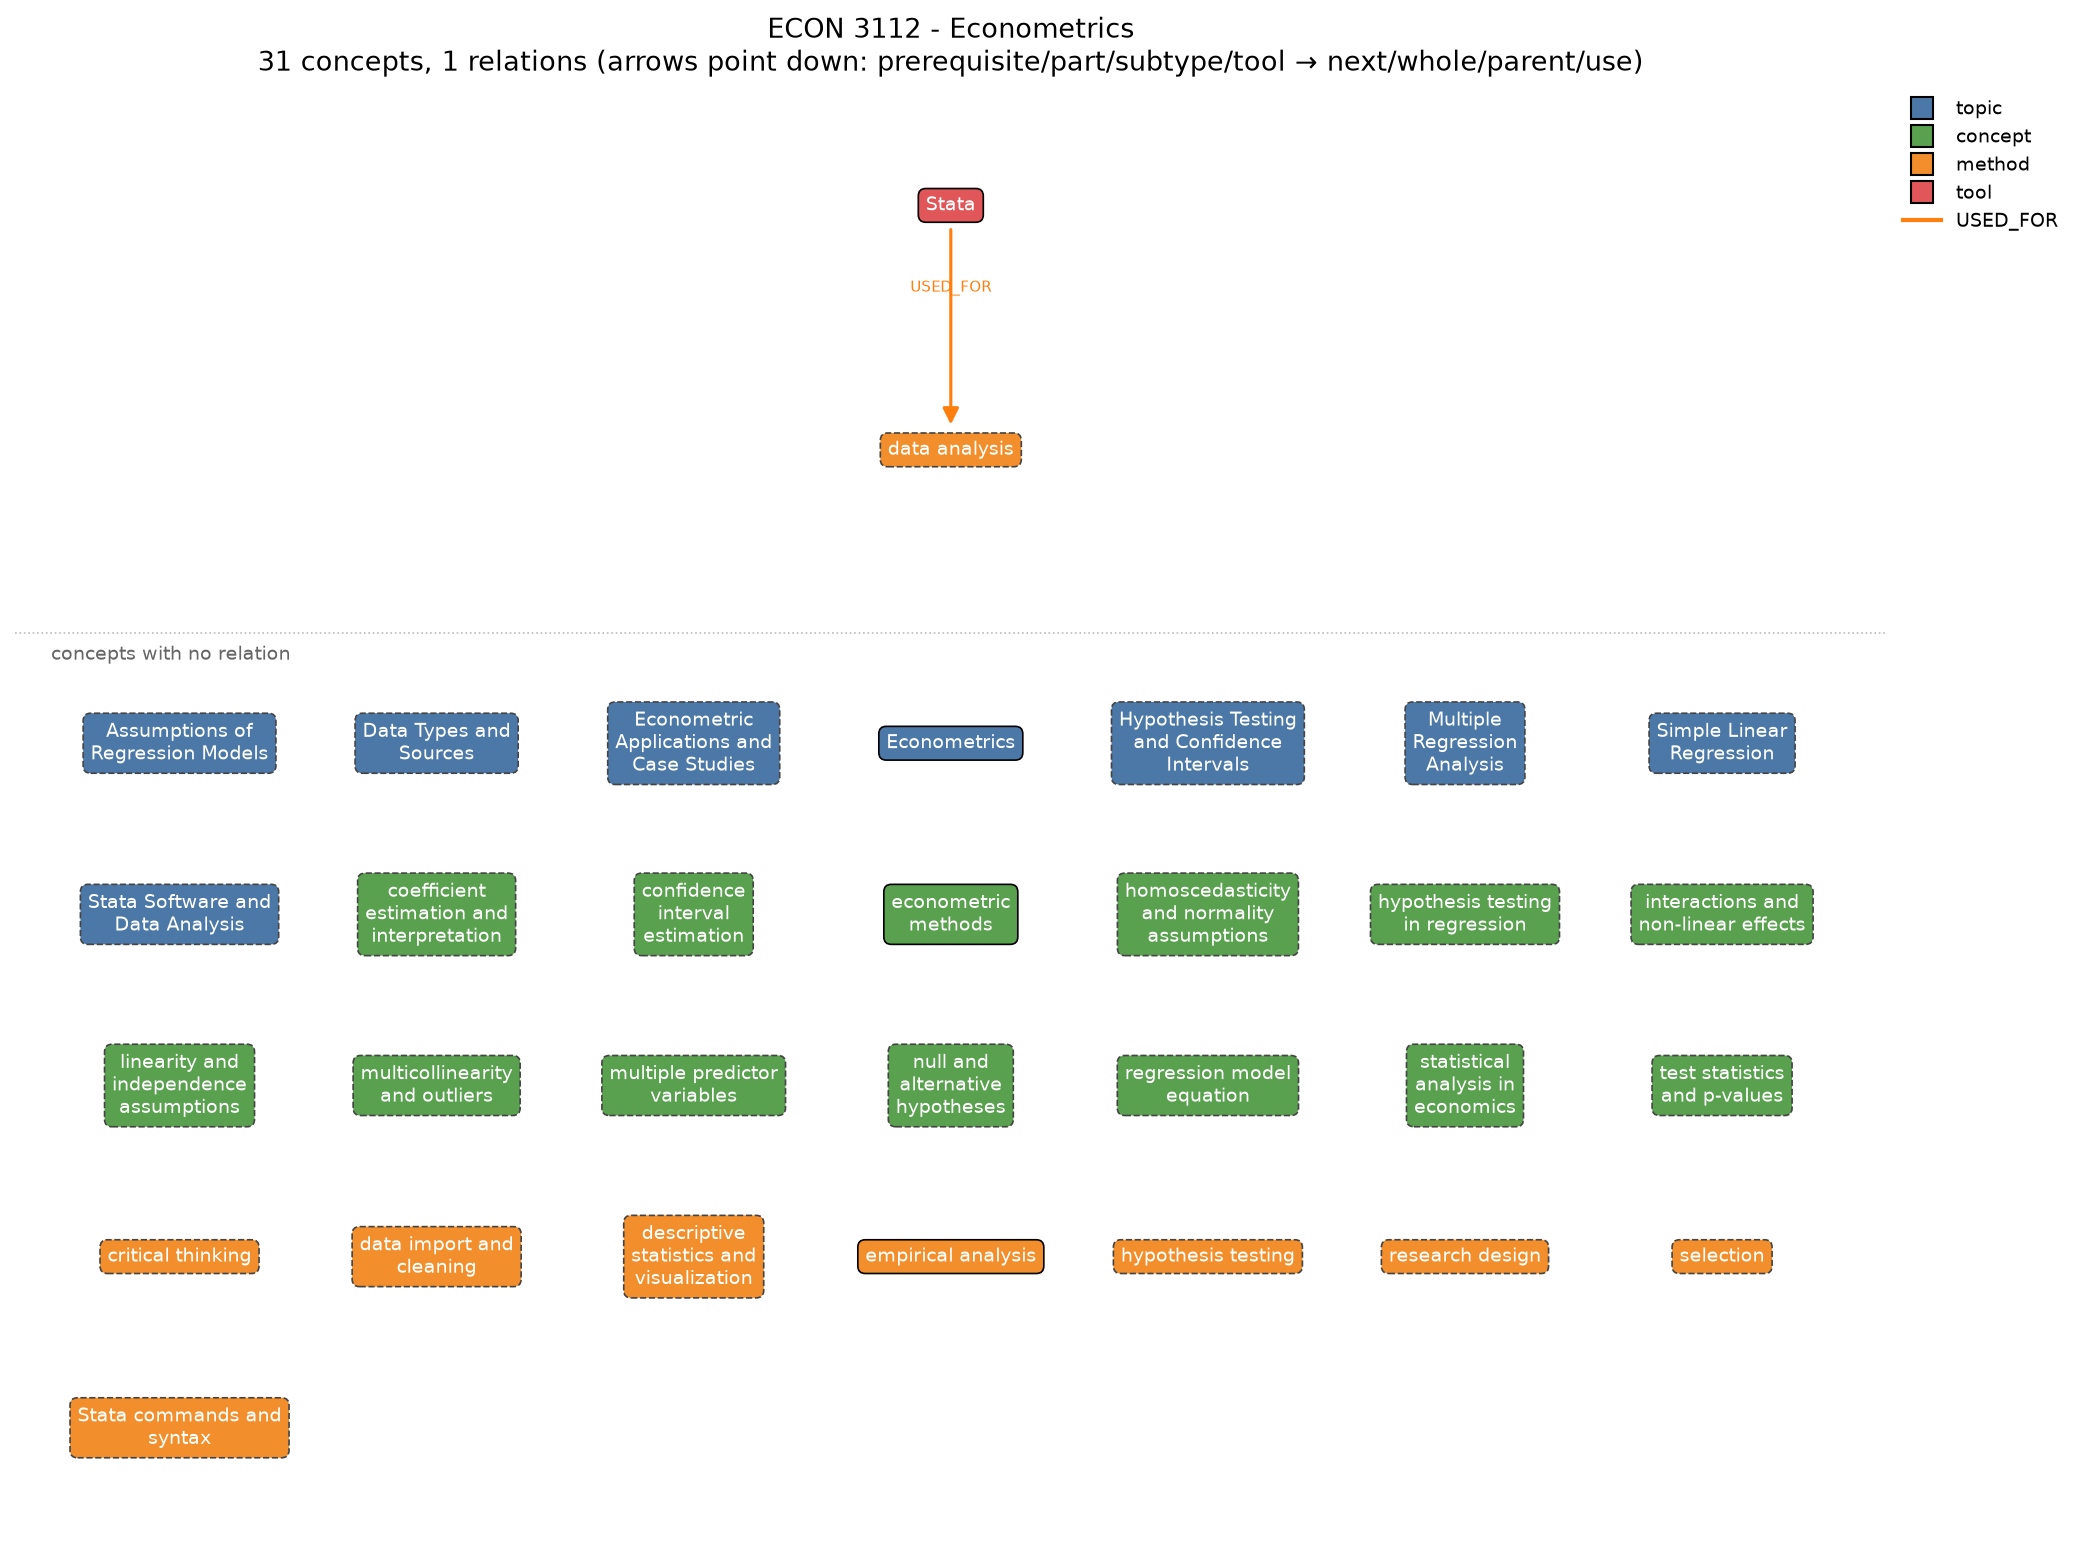 ECON 3112 - Econometrics
31 concepts, 1 relations (arrows point down: prerequisite/part/subtype/tool → next/whole/parent/use)
topic
concept
method
tool
USED_FOR
Stata
USED_FOR
data analysis
concepts with no relation
Assumptions of
Regression Models
Data Types and
Sources
Econometric
Applications and
Case Studies
Econometrics
Hypothesis Testing
and Confidence
Intervals
Multiple
Regression
Analysis
Simple Linear
Regression
Stata Software and
Data Analysis
coefficient
estimation and
interpretation
confidence
interval
estimation
econometric
methods
homoscedasticity
and normality
assumptions
hypothesis testing
in regression
interactions and
non-linear effects
linearity and
independence
assumptions
multicollinearity
and outliers
multiple predictor
variables
null and
alternative
hypotheses
regression model
equation
statistical
analysis in
economics
test statistics
and p-values
critical thinking
data import and
cleaning
descriptive
statistics and
visualization
empirical analysis
hypothesis testing
research design
selection
Stata commands and
syntax